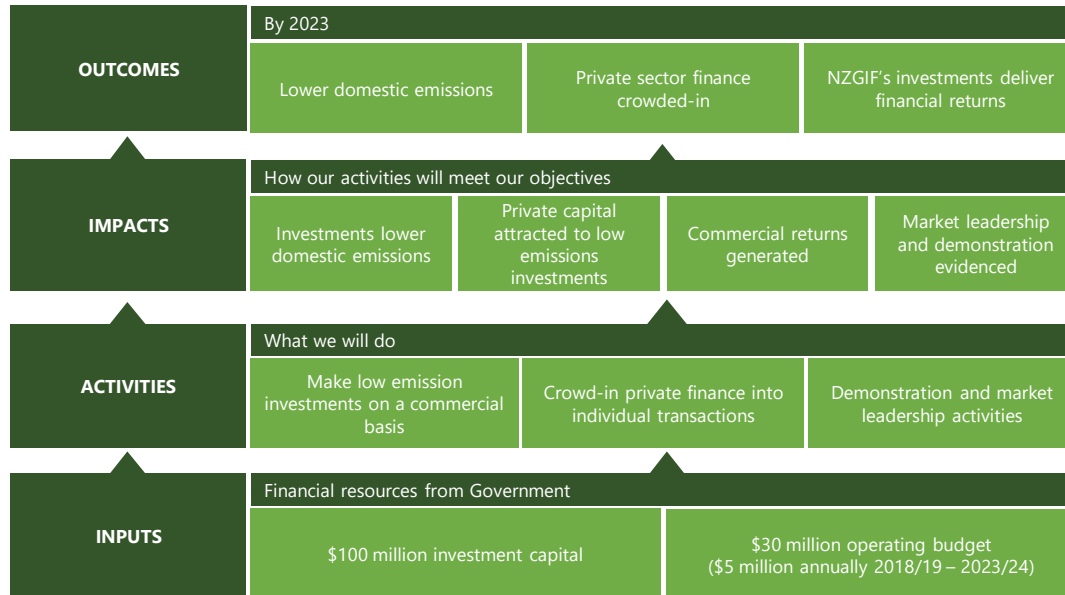 OUTCOMES
By 2023
Lower domestic emissions
Private sector finance
crowded-in
NZGIF's investments deliver
financial returns
IMPACTS
How our activities will meet our objectives
Investments lower
domestic emissions
Private capital
attracted to low
emissions
investments
Commercial returns
generated
Market leadership
and demonstration
evidenced
ACTIVITIES
What we will do
Make low emission
investments on a commercial
basis
Crowd-in private finance into
individual transactions
Demonstration and market
leadership activities
INPUTS
Financial resources from Government
$100 million investment capital
$30 million operating budget
($5 million annually 2018/19 – 2023/24)